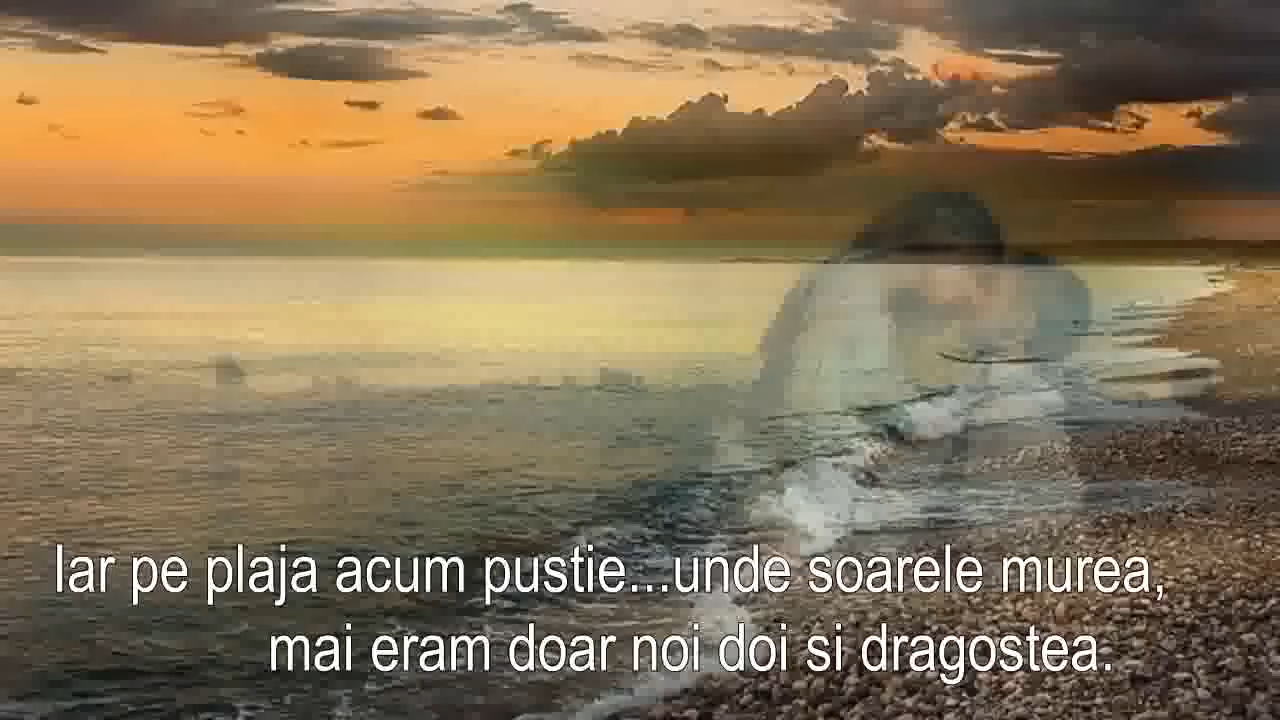 Iar pe plaja acum pustie...unde soarele murea,
mai eram doar noi doi si dragostea.